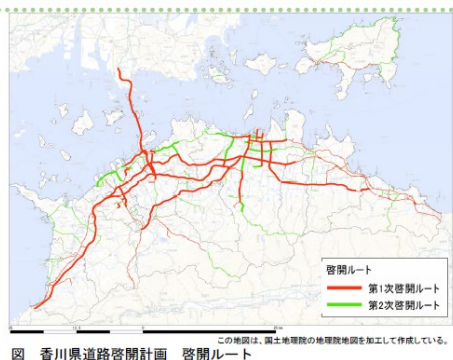 啓開ルート
第1次啓開ルート
第2次啓開ルート
この地図は、国土地理院の地理院地図を加工して作成している。
図 香川県道路啓開計画 啓開ルート